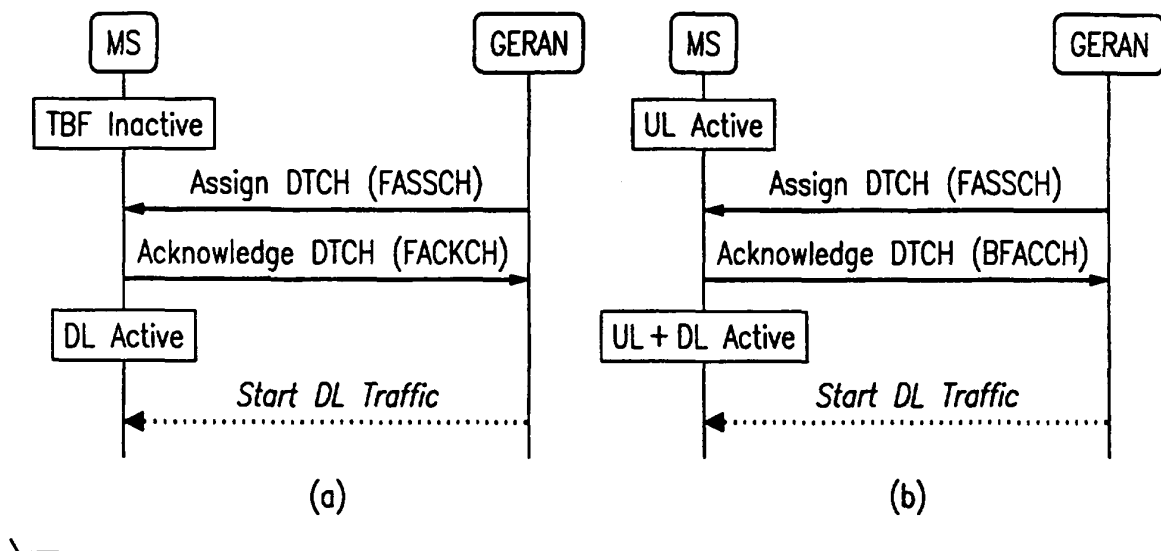 MS
GERAN
TBF Inactive
Assign DTCH (FASSCH)
Acknowledge DTCH (FACKCH)
DL Active
Start DL Traffic
(a)
MS
GERAN
UL Active
Assign DTCH (FASSCH)
Acknowledge DTCH (BFACCH)
UL + DL Active
Start DL Traffic
(b)